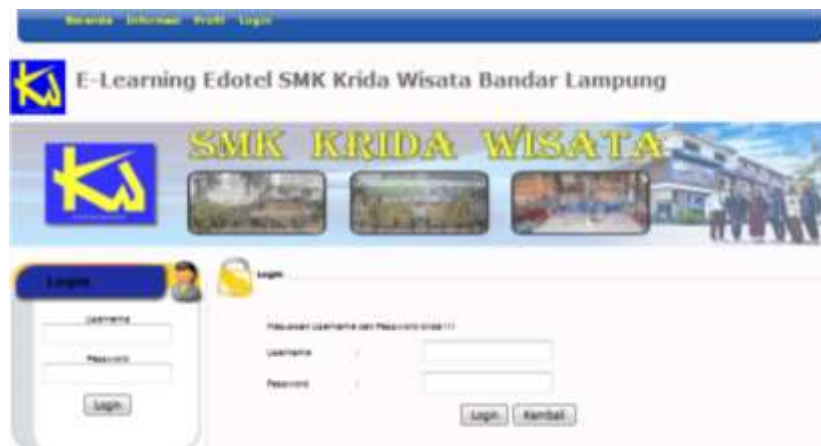 Beranda Informasi Profil Login
E-Learning Edotel SMK Krida Wisata Bandar Lampung
SMK KRIDA WISATA
Login
Username
Password
Login
Login
Masukkan Username dan Password Anda !!!
Username :
Password :
Login Kembali